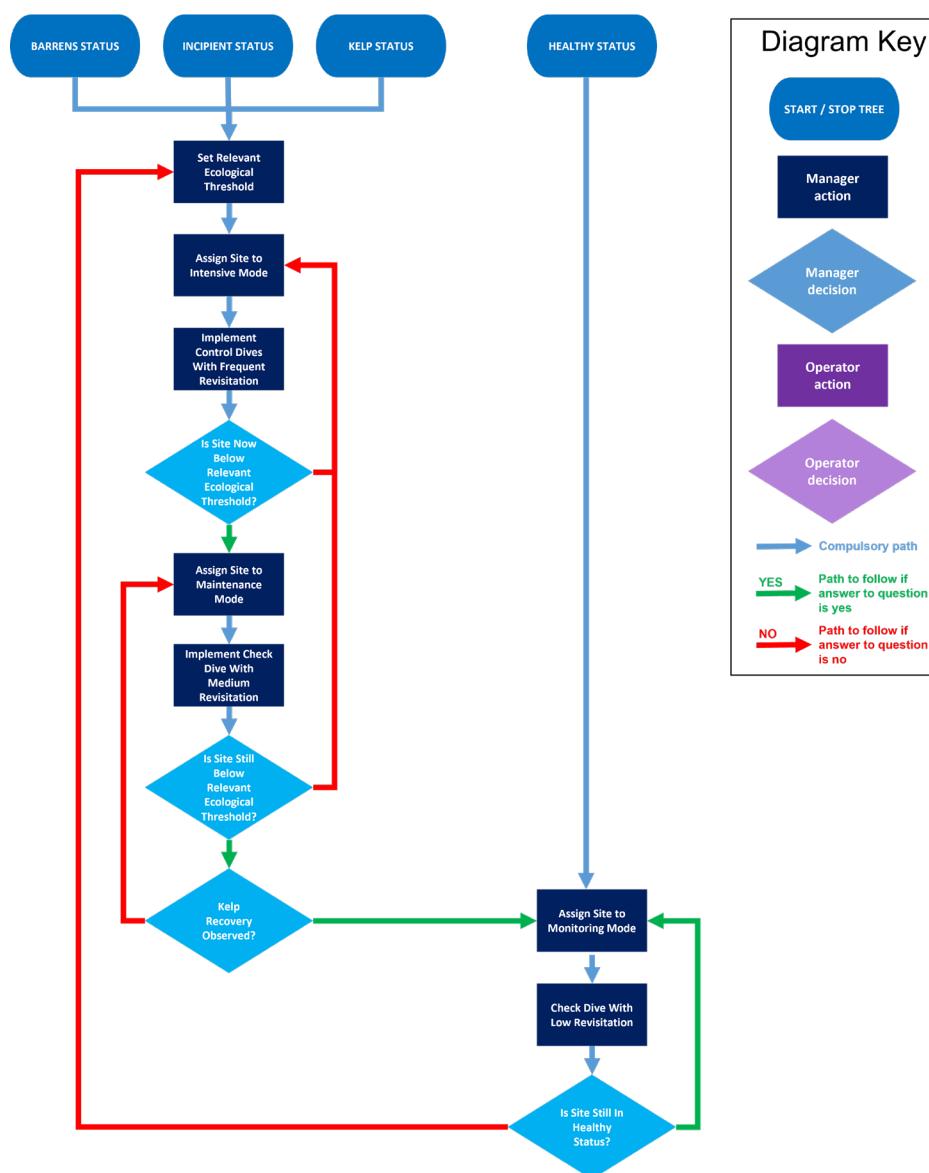 BARRENS STATUS
INCIPIENT STATUS
KELP STATUS
HEALTHY STATUS
Set Relevant
Ecological
Threshold
Assign Site to
Intensive Mode
Implement
Control Dives
With Frequent
Revisitation
Is Site Now
Below
Relevant
Ecological
Threshold?
Assign Site to
Maintenance
Mode
Implement Check
Dive With
Medium
Revisitation
Is Site Still
Below
Relevant
Ecological
Threshold?
Kelp
Recovery
Observed?
Assign Site to
Monitoring Mode
Check Dive With
Low Revisitation
Is Site Still In
Healthy
Status?
Diagram Key
START / STOP TREE
Manager
action
Manager
decision
Operator
action
Operator
decision
Compulsory path
YES
Path to follow if
answer to question
is yes
NO
Path to follow if
answer to question
is no